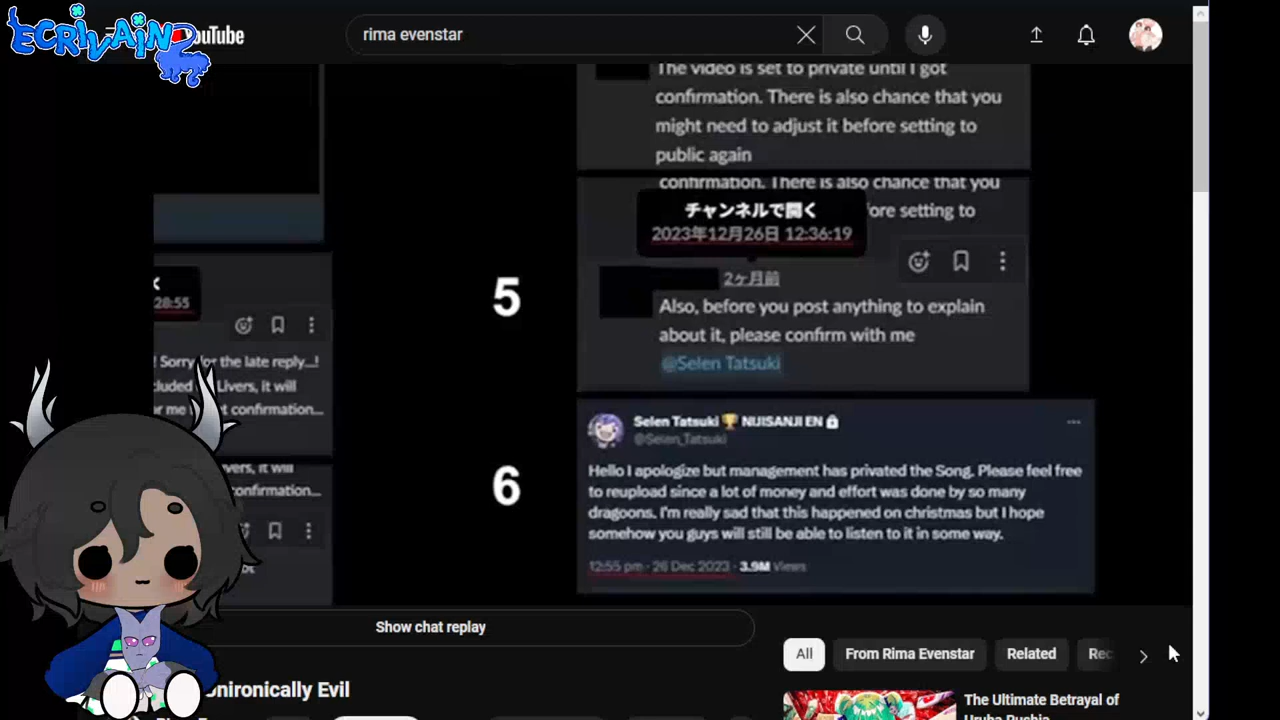 ECRIVAIN
YouTube
rima evenstar
The video is set to private until I got
confirmation. There is also chance that you
might need to adjust it before setting to
public again
confirmation. There is also chance that you
fore setting to
チャンネルで開く
2023年12月26日 12:36:19
28:55
5
2ヶ月前
Also, before you post anything to explain
about it, please confirm with me
@Selen Tatsuki
! Sorry for the late reply...!
Livers, it will
confirmation...
Selen Tatsuki 🏆 NIJISANJI EN
@Selen_Tatsuki
6
Hello I apologize but management has privated the Song. Please feel free
to reupload since a lot of money and effort was done by so many
dragoons. I'm really sad that this happened on christmas but I hope
somehow you guys will still be able to listen to it in some way.
12:55 pm · 26 Dec 2023 · 3.9M Views
vers, it will
onfirmation...
Show chat replay
All
From Rima Evenstar
Related
Rec
nironically Evil
The Ultimate Betrayal of